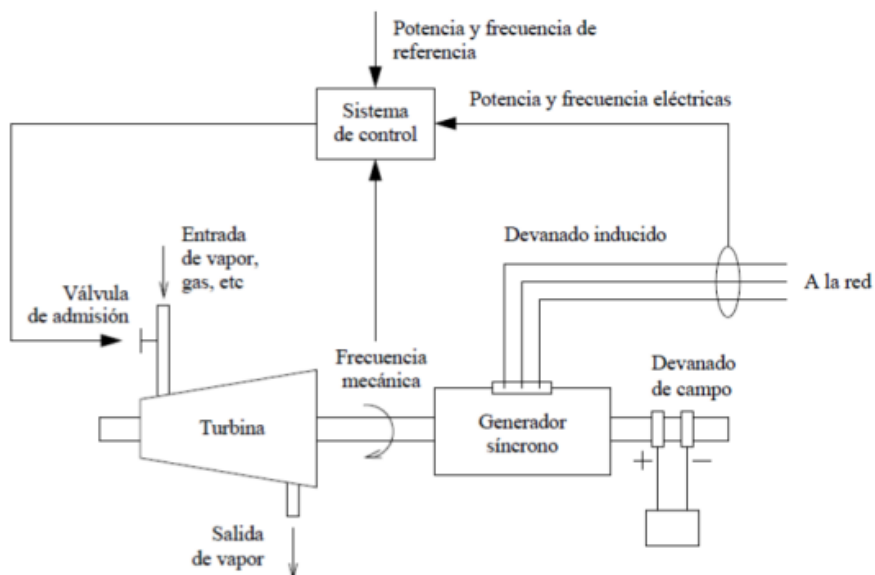 Potencia y frecuencia de
referencia
Sistema
de control
Potencia y frecuencia eléctricas
Devanado inducido
Entrada
de vapor,
gas, etc
Válvula
de admisión
A la red
Frecuencia
mecánica
Devanado
de campo
Turbina
Generador
síncrono
+ −
Salida
de vapor